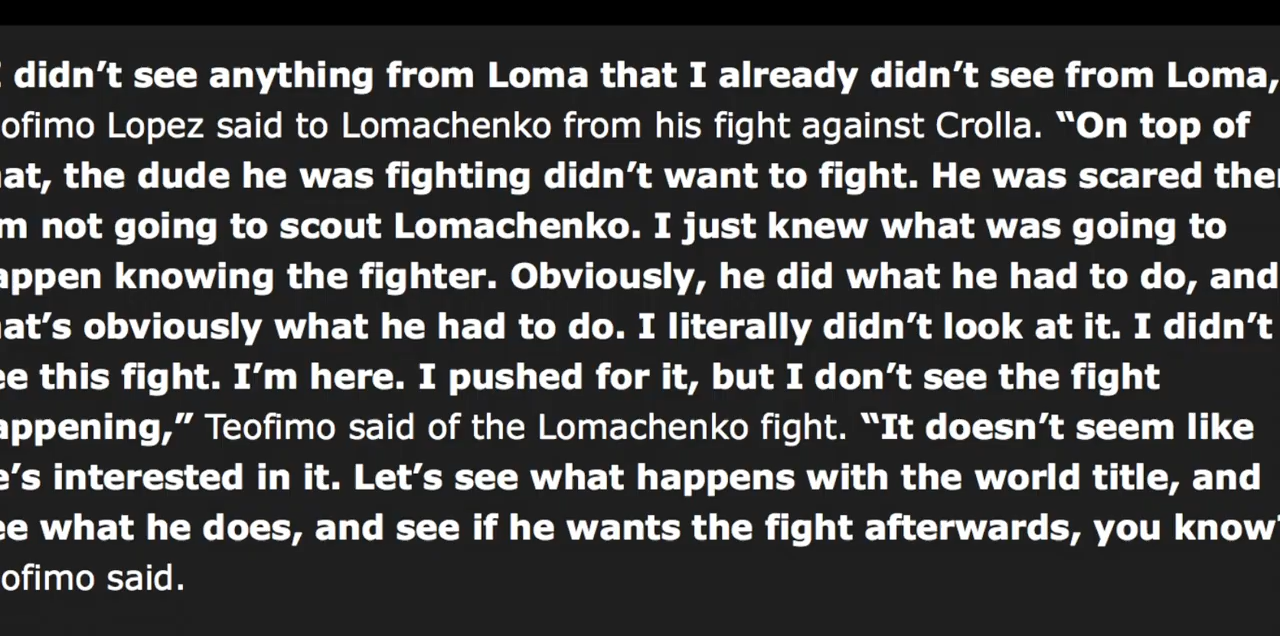 I didn’t see anything from Loma that I already didn’t see from Loma,
ofimo Lopez said to Lomachenko from his fight against Crolla. “On top of
at, the dude he was fighting didn’t want to fight. He was scared ther
m not going to scout Lomachenko. I just knew what was going to
appen knowing the fighter. Obviously, he did what he had to do, and
at’s obviously what he had to do. I literally didn’t look at it. I didn’t
ee this fight. I’m here. I pushed for it, but I don’t see the fight
appening,” Teofimo said of the Lomachenko fight. “It doesn’t seem like
e’s interested in it. Let’s see what happens with the world title, and
ee what he does, and see if he wants the fight afterwards, you know?
ofimo said.